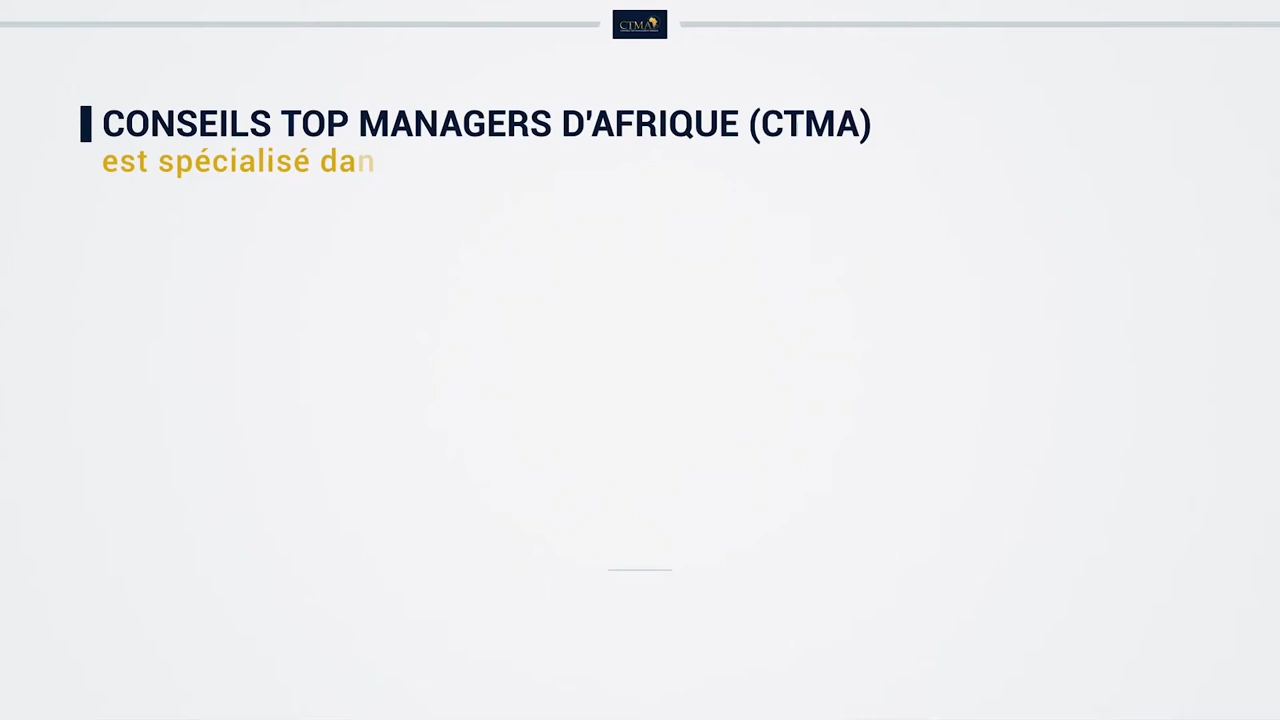 CTMA
CONSEILS TOP MANAGERS D'AFRIQUE (CTMA)
est spécialisé dan